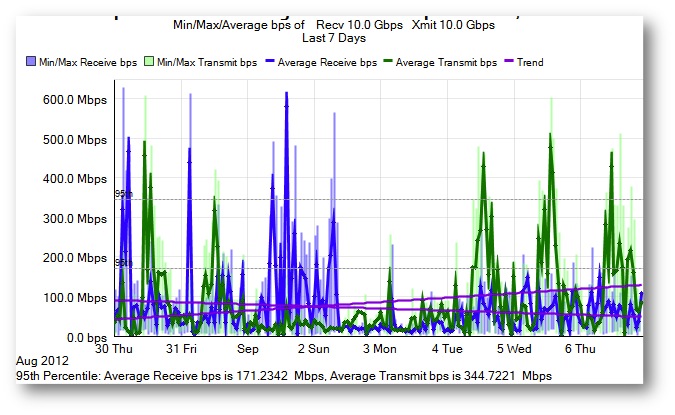 Min/Max/Average bps of Recv 10.0 Gbps Xmit 10.0 Gbps
Last 7 Days
Min/Max Receive bps Min/Max Transmit bps Average Receive bps Average Transmit bps Trend
600.0 Mbps
500.0 Mbps
400.0 Mbps
95th
300.0 Mbps
200.0 Mbps
95th
100.0 Mbps
0.0 bps
30 Thu 31 Fri Sep 2 Sun 3 Mon 4 Tue 5 Wed 6 Thu
Aug 2012
95th Percentile: Average Receive bps is 171.2342 Mbps, Average Transmit bps is 344.7221 Mbps